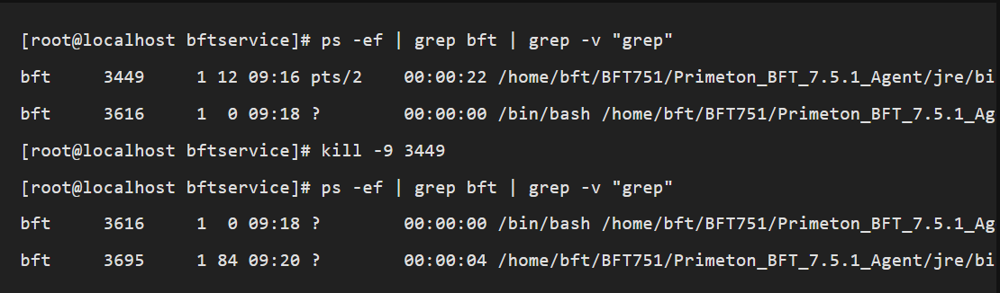 [root@localhost bftservice]# ps -ef | grep bft | grep -v "grep"
bft     3449     1 12 09:16 pts/2    00:00:22 /home/bft/BFT751/Primeton_BFT_7.5.1_Agent/jre/bi
bft     3616     1  0 09:18 ?        00:00:00 /bin/bash /home/bft/BFT751/Primeton_BFT_7.5.1_Ag
[root@localhost bftservice]# kill -9 3449
[root@localhost bftservice]# ps -ef | grep bft | grep -v "grep"
bft     3616     1  0 09:18 ?        00:00:00 /bin/bash /home/bft/BFT751/Primeton_BFT_7.5.1_Ag
bft     3695     1 84 09:20 ?        00:00:04 /home/bft/BFT751/Primeton_BFT_7.5.1_Agent/jre/bi